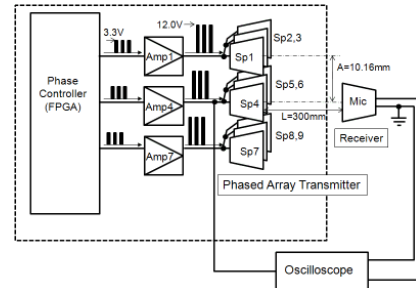 12.0V
Sp2,3
3.3V
Amp1
Sp1
A=10.16mm
Phase
Controller
(FPGA)
Sp5,6
Amp4
Sp4
Mic
L=300mm
Receiver
Sp8,9
Amp7
Sp7
Phased Array Transmitter
Oscilloscope